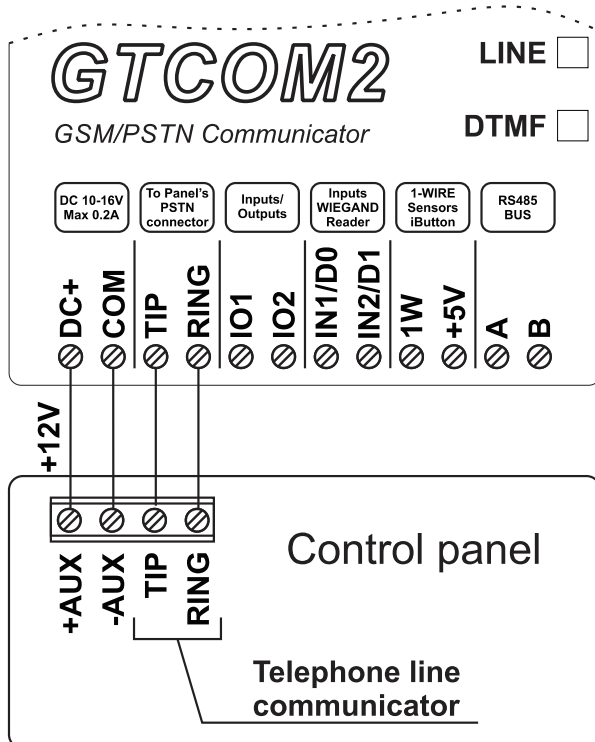 GTCOM2
GSM/PSTN Communicator
LINE
DTMF
DC 10-16V
Max 0.2A
To Panel's
PSTN
connector
Inputs/
Outputs
Inputs
WIEGAND
Reader
1-WIRE
Sensors
iButton
RS485
BUS
DC+
COM
TIP
RING
IO1
IO2
IN1/D0
IN2/D1
1W
+5V
A
B
+12V
+AUX
-AUX
TIP
RING
Control panel
Telephone line
communicator